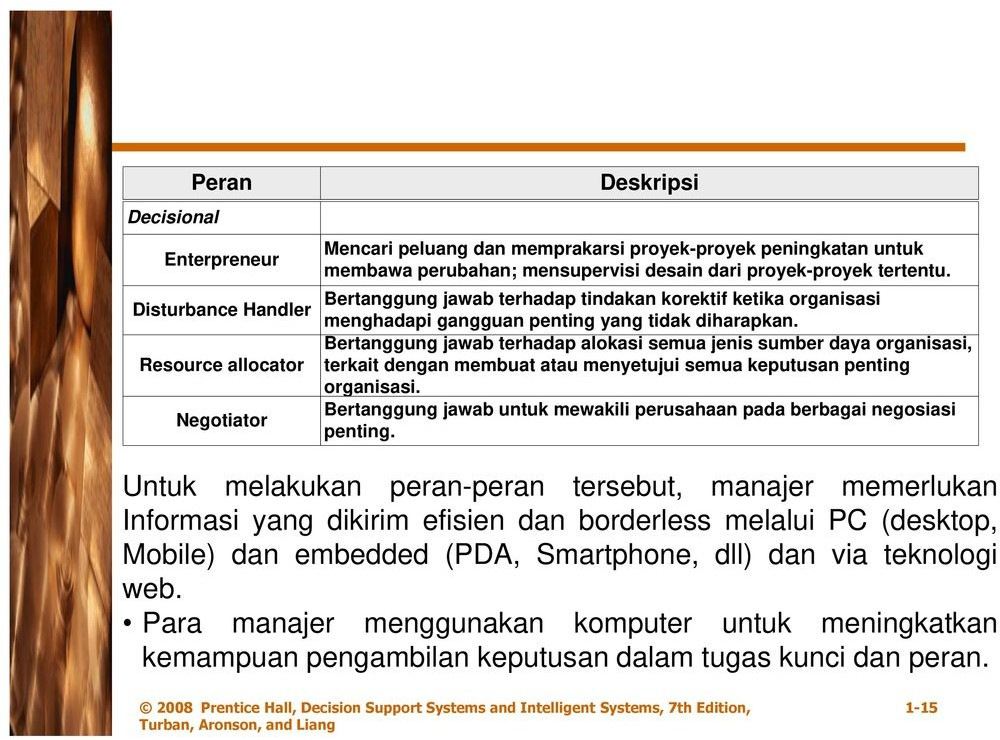 Peran Deskripsi
Decisional
Enterpreneur
Mencari peluang dan memprakarsi proyek-proyek peningkatan untuk
membawa perubahan; mensupervisi desain dari proyek-proyek tertentu.
Disturbance Handler
Bertanggung jawab terhadap tindakan korektif ketika organisasi
menghadapi gangguan penting yang tidak diharapkan.
Resource allocator
Bertanggung jawab terhadap alokasi semua jenis sumber daya organisasi,
terkait dengan membuat atau menyetujui semua keputusan penting
organisasi.
Negotiator
Bertanggung jawab untuk mewakili perusahaan pada berbagai negosiasi
penting.
Untuk melakukan peran-peran tersebut, manajer memerlukan
Informasi yang dikirim efisien dan borderless melalui PC (desktop,
Mobile) dan embedded (PDA, Smartphone, dll) dan via teknologi
web.
• Para manajer menggunakan komputer untuk meningkatkan
kemampuan pengambilan keputusan dalam tugas kunci dan peran.
© 2008 Prentice Hall, Decision Support Systems and Intelligent Systems, 7th Edition,
Turban, Aronson, and Liang
1-15